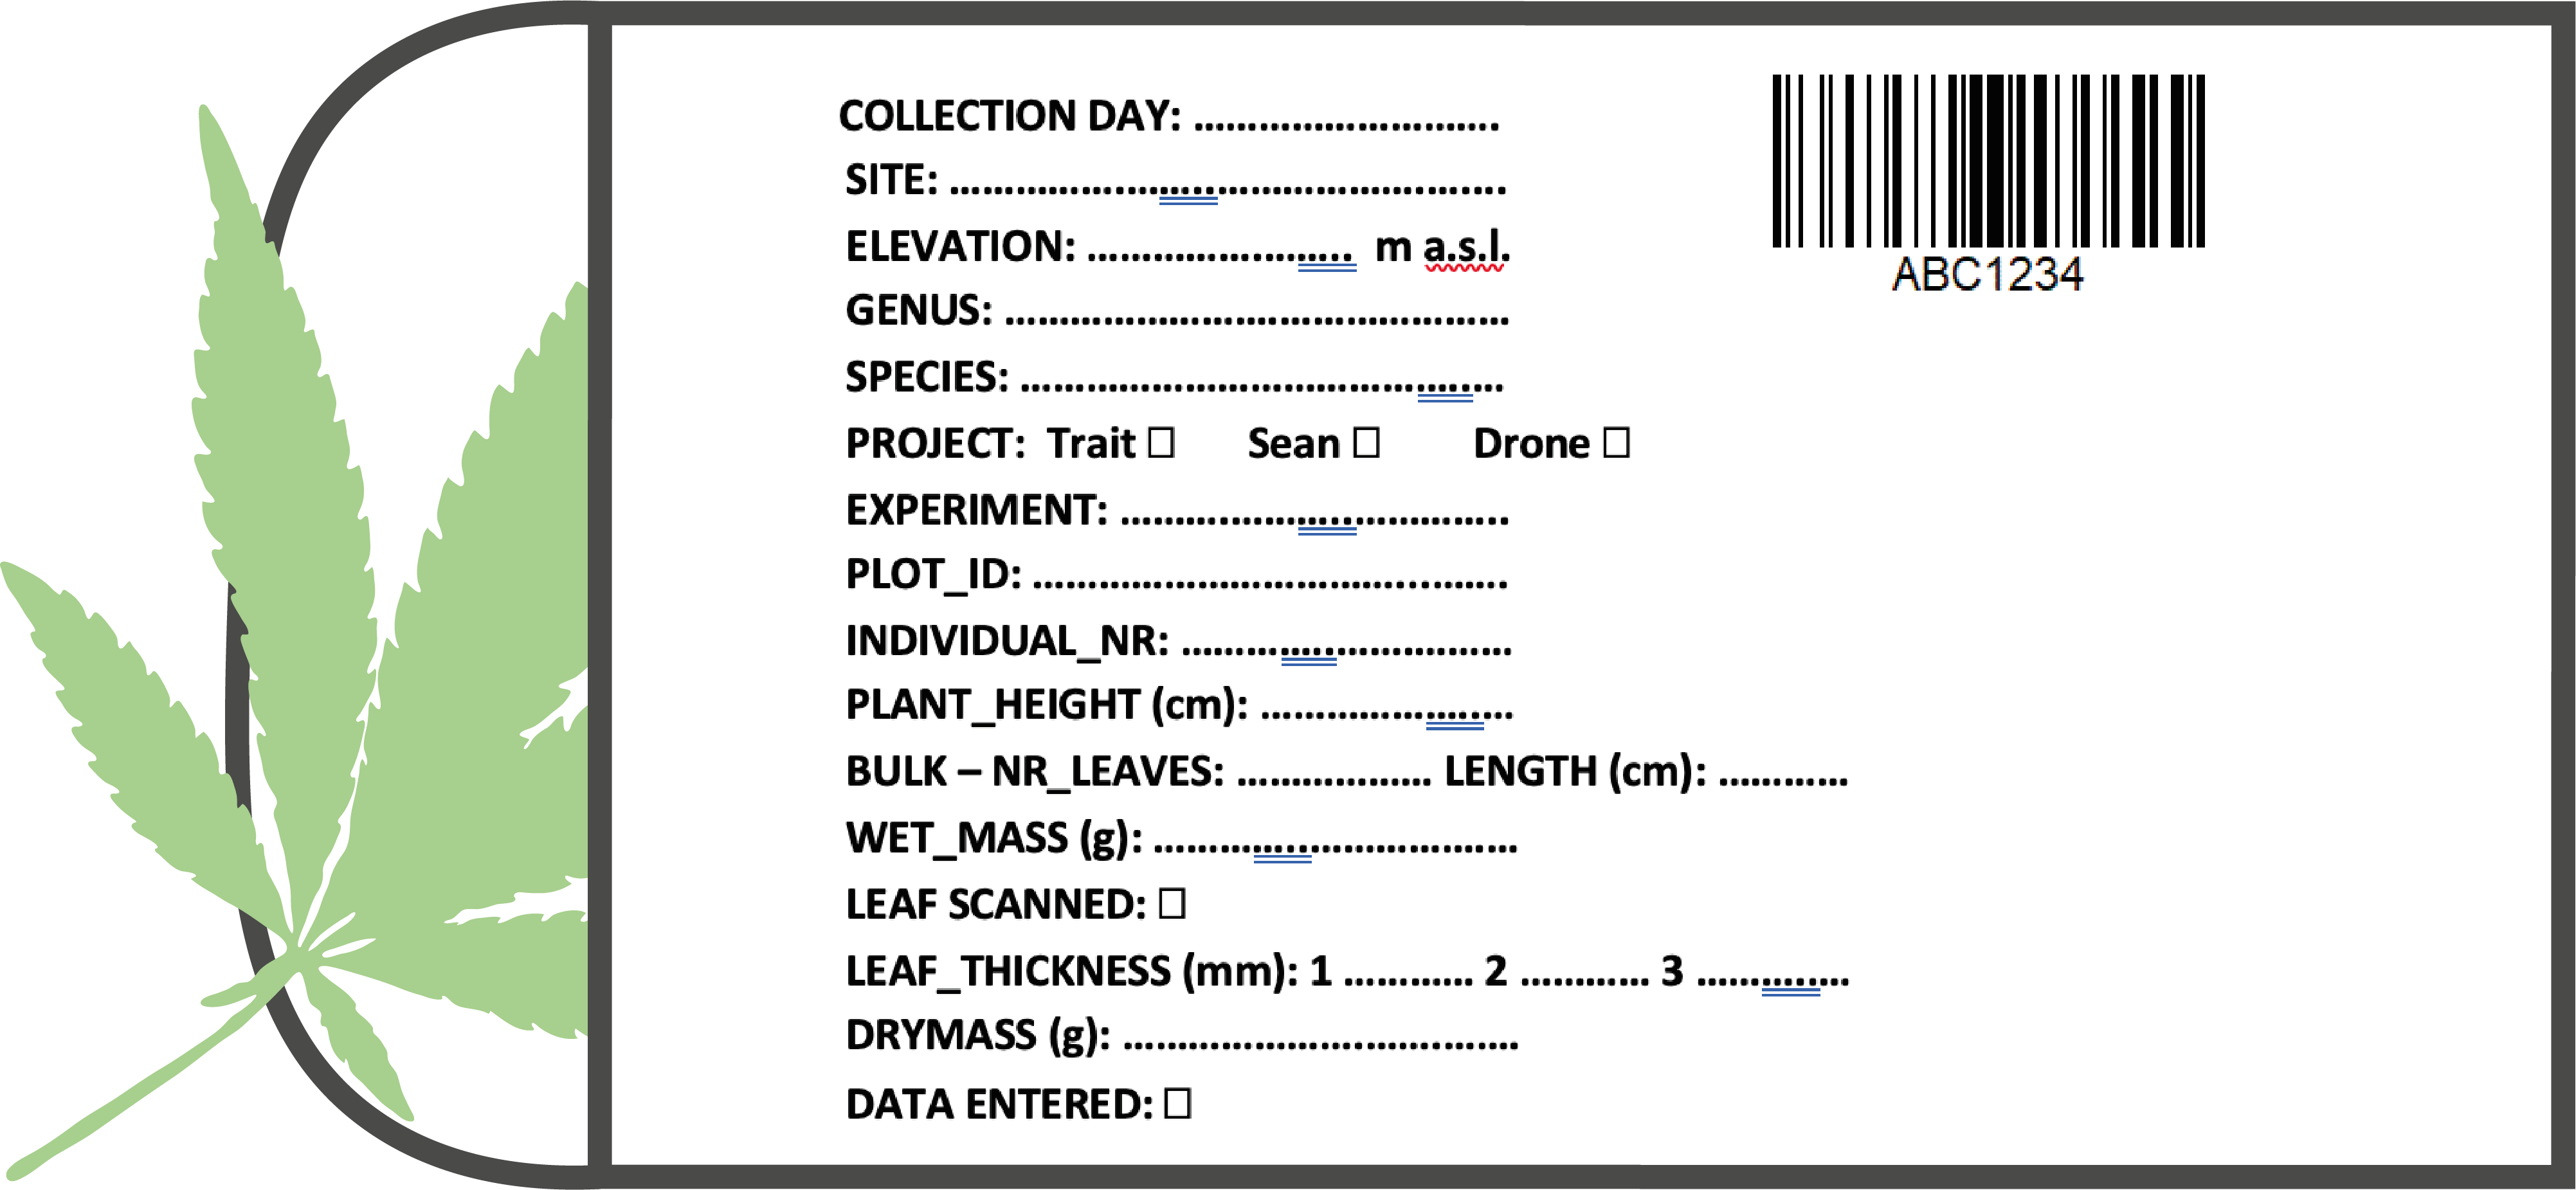 COLLECTION DAY: ............................
SITE: ...................................................
ELEVATION: ........................ m a.s.l.
GENUS: ..............................................
SPECIES: ............................................
PROJECT: Trait ☐ Sean ☐ Drone ☐
EXPERIMENT: ...................................
PLOT_ID: ...........................................
INDIVIDUAL_NR: ..............................
PLANT_HEIGHT (cm): .......................
BULK – NR_LEAVES: .................. LENGTH (cm): ............
WET_MASS (g): .................................
LEAF SCANNED: ☐
LEAF_THICKNESS (mm): 1 ............ 2 ............ 3 ..............
DRYMASS (g): ....................................
DATA ENTERED: ☐
ABC1234